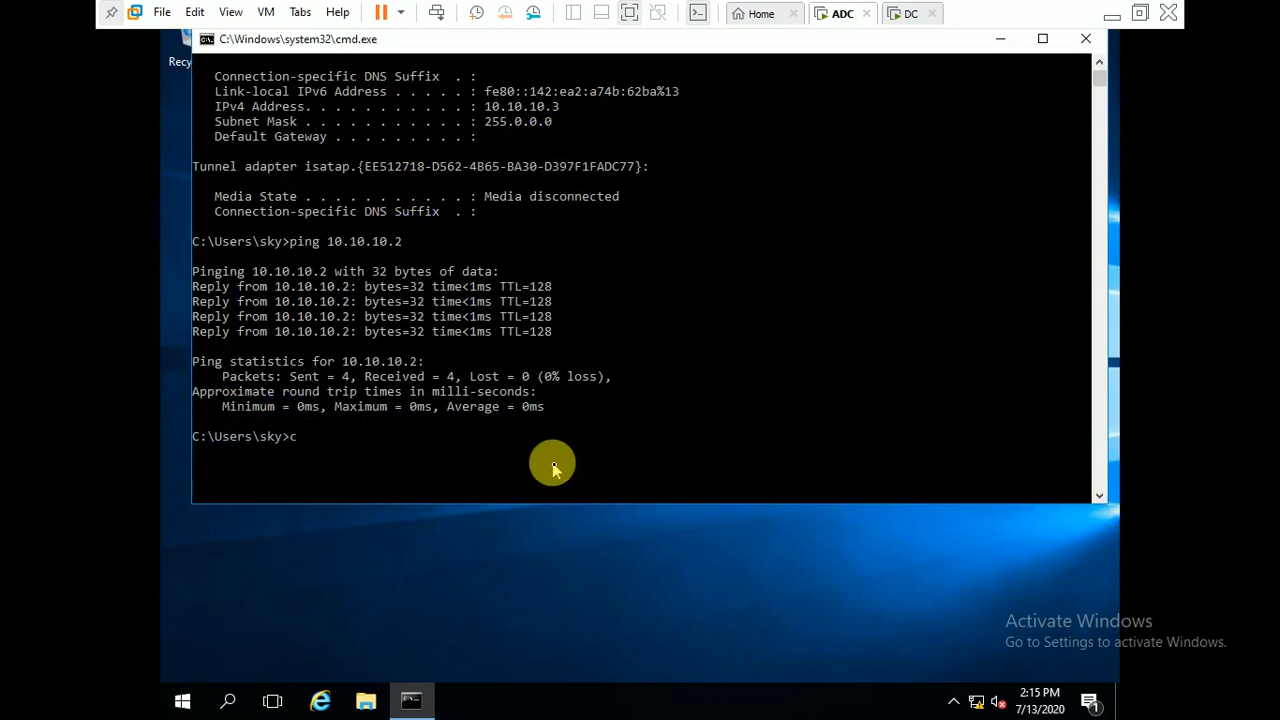 File Edit View VM Tabs Help Home ADC DC
C:\Windows\system32\cmd.exe
Recy
Connection-specific DNS Suffix . :
Link-local IPv6 Address . . . . . : fe80::142:ea2:a74b:62ba%13
IPv4 Address. . . . . . . . . . . : 10.10.10.3
Subnet Mask . . . . . . . . . . . : 255.0.0.0
Default Gateway . . . . . . . . . :
Tunnel adapter isatap.{EE512718-D562-4B65-BA30-D397F1FADC77}:
Media State . . . . . . . . . . . : Media disconnected
Connection-specific DNS Suffix . :
C:\Users\sky>ping 10.10.10.2
Pinging 10.10.10.2 with 32 bytes of data:
Reply from 10.10.10.2: bytes=32 time<1ms TTL=128
Reply from 10.10.10.2: bytes=32 time<1ms TTL=128
Reply from 10.10.10.2: bytes=32 time<1ms TTL=128
Reply from 10.10.10.2: bytes=32 time<1ms TTL=128
Ping statistics for 10.10.10.2:
Packets: Sent = 4, Received = 4, Lost = 0 (0% loss),
Approximate round trip times in milli-seconds:
Minimum = 0ms, Maximum = 0ms, Average = 0ms
C:\Users\sky>c
Activate Windows
Go to Settings to activate Windows.
2:15 PM
7/13/2020
1